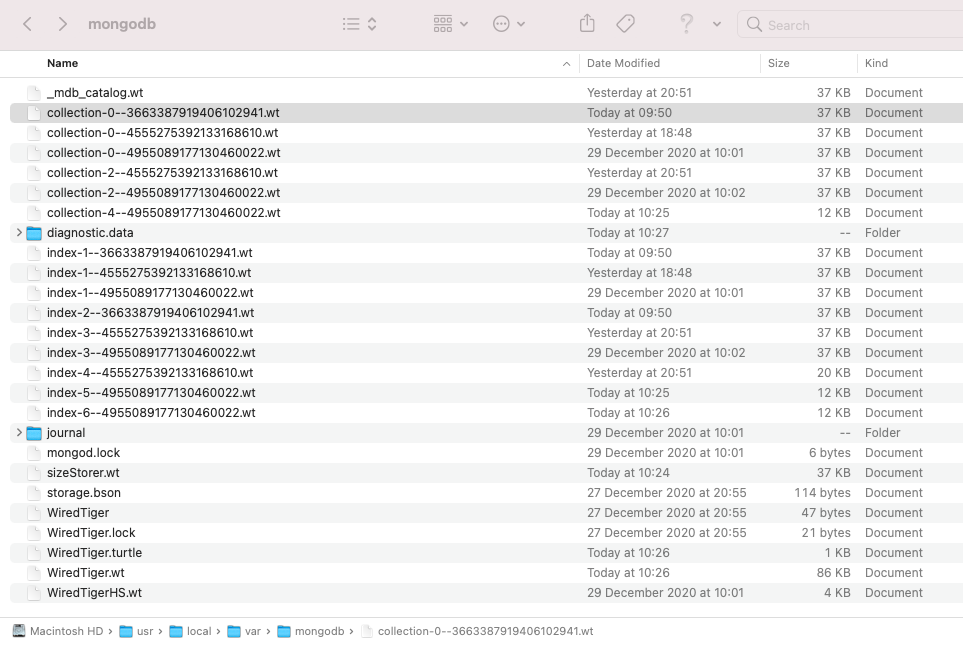 mongodb
Search
Name Date Modified Size Kind
_mdb_catalog.wt Yesterday at 20:51 37 KB Document
collection-0--3663387919406102941.wt Today at 09:50 37 KB Document
collection-0--4555275392133168610.wt Yesterday at 18:48 37 KB Document
collection-0--4955089177130460022.wt 29 December 2020 at 10:01 37 KB Document
collection-2--4555275392133168610.wt Yesterday at 20:51 37 KB Document
collection-2--4955089177130460022.wt 29 December 2020 at 10:02 37 KB Document
collection-4--4955089177130460022.wt Today at 10:25 12 KB Document
diagnostic.data Today at 10:27 -- Folder
index-1--3663387919406102941.wt Today at 09:50 37 KB Document
index-1--4555275392133168610.wt Yesterday at 18:48 37 KB Document
index-1--4955089177130460022.wt 29 December 2020 at 10:01 37 KB Document
index-2--3663387919406102941.wt Today at 09:50 37 KB Document
index-3--4555275392133168610.wt Yesterday at 20:51 37 KB Document
index-3--4955089177130460022.wt 29 December 2020 at 10:02 37 KB Document
index-4--4555275392133168610.wt Yesterday at 20:51 20 KB Document
index-5--4955089177130460022.wt Today at 10:25 12 KB Document
index-6--4955089177130460022.wt Today at 10:26 12 KB Document
journal 29 December 2020 at 10:01 -- Folder
mongod.lock 29 December 2020 at 10:01 6 bytes Document
sizeStorer.wt Today at 10:24 37 KB Document
storage.bson 27 December 2020 at 20:55 114 bytes Document
WiredTiger 27 December 2020 at 20:55 47 bytes Document
WiredTiger.lock 27 December 2020 at 20:55 21 bytes Document
WiredTiger.turtle Today at 10:26 1 KB Document
WiredTiger.wt Today at 10:26 86 KB Document
WiredTigerHS.wt 29 December 2020 at 10:01 4 KB Document
Macintosh HD › usr › local › var › mongodb › collection-0--3663387919406102941.wt